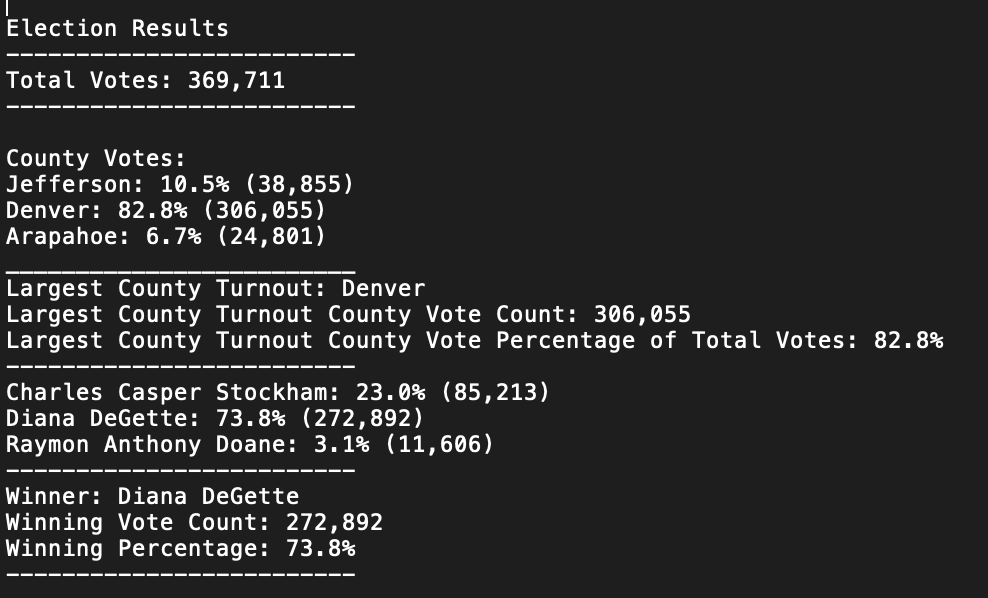 Election Results
-------------------------
Total Votes: 369,711
-------------------------
County Votes:
Jefferson: 10.5% (38,855)
Denver: 82.8% (306,055)
Arapahoe: 6.7% (24,801)
_________________________
Largest County Turnout: Denver
Largest County Turnout County Vote Count: 306,055
Largest County Turnout County Vote Percentage of Total Votes: 82.8%
-------------------------
Charles Casper Stockham: 23.0% (85,213)
Diana DeGette: 73.8% (272,892)
Raymon Anthony Doane: 3.1% (11,606)
-------------------------
Winner: Diana DeGette
Winning Vote Count: 272,892
Winning Percentage: 73.8%
-------------------------